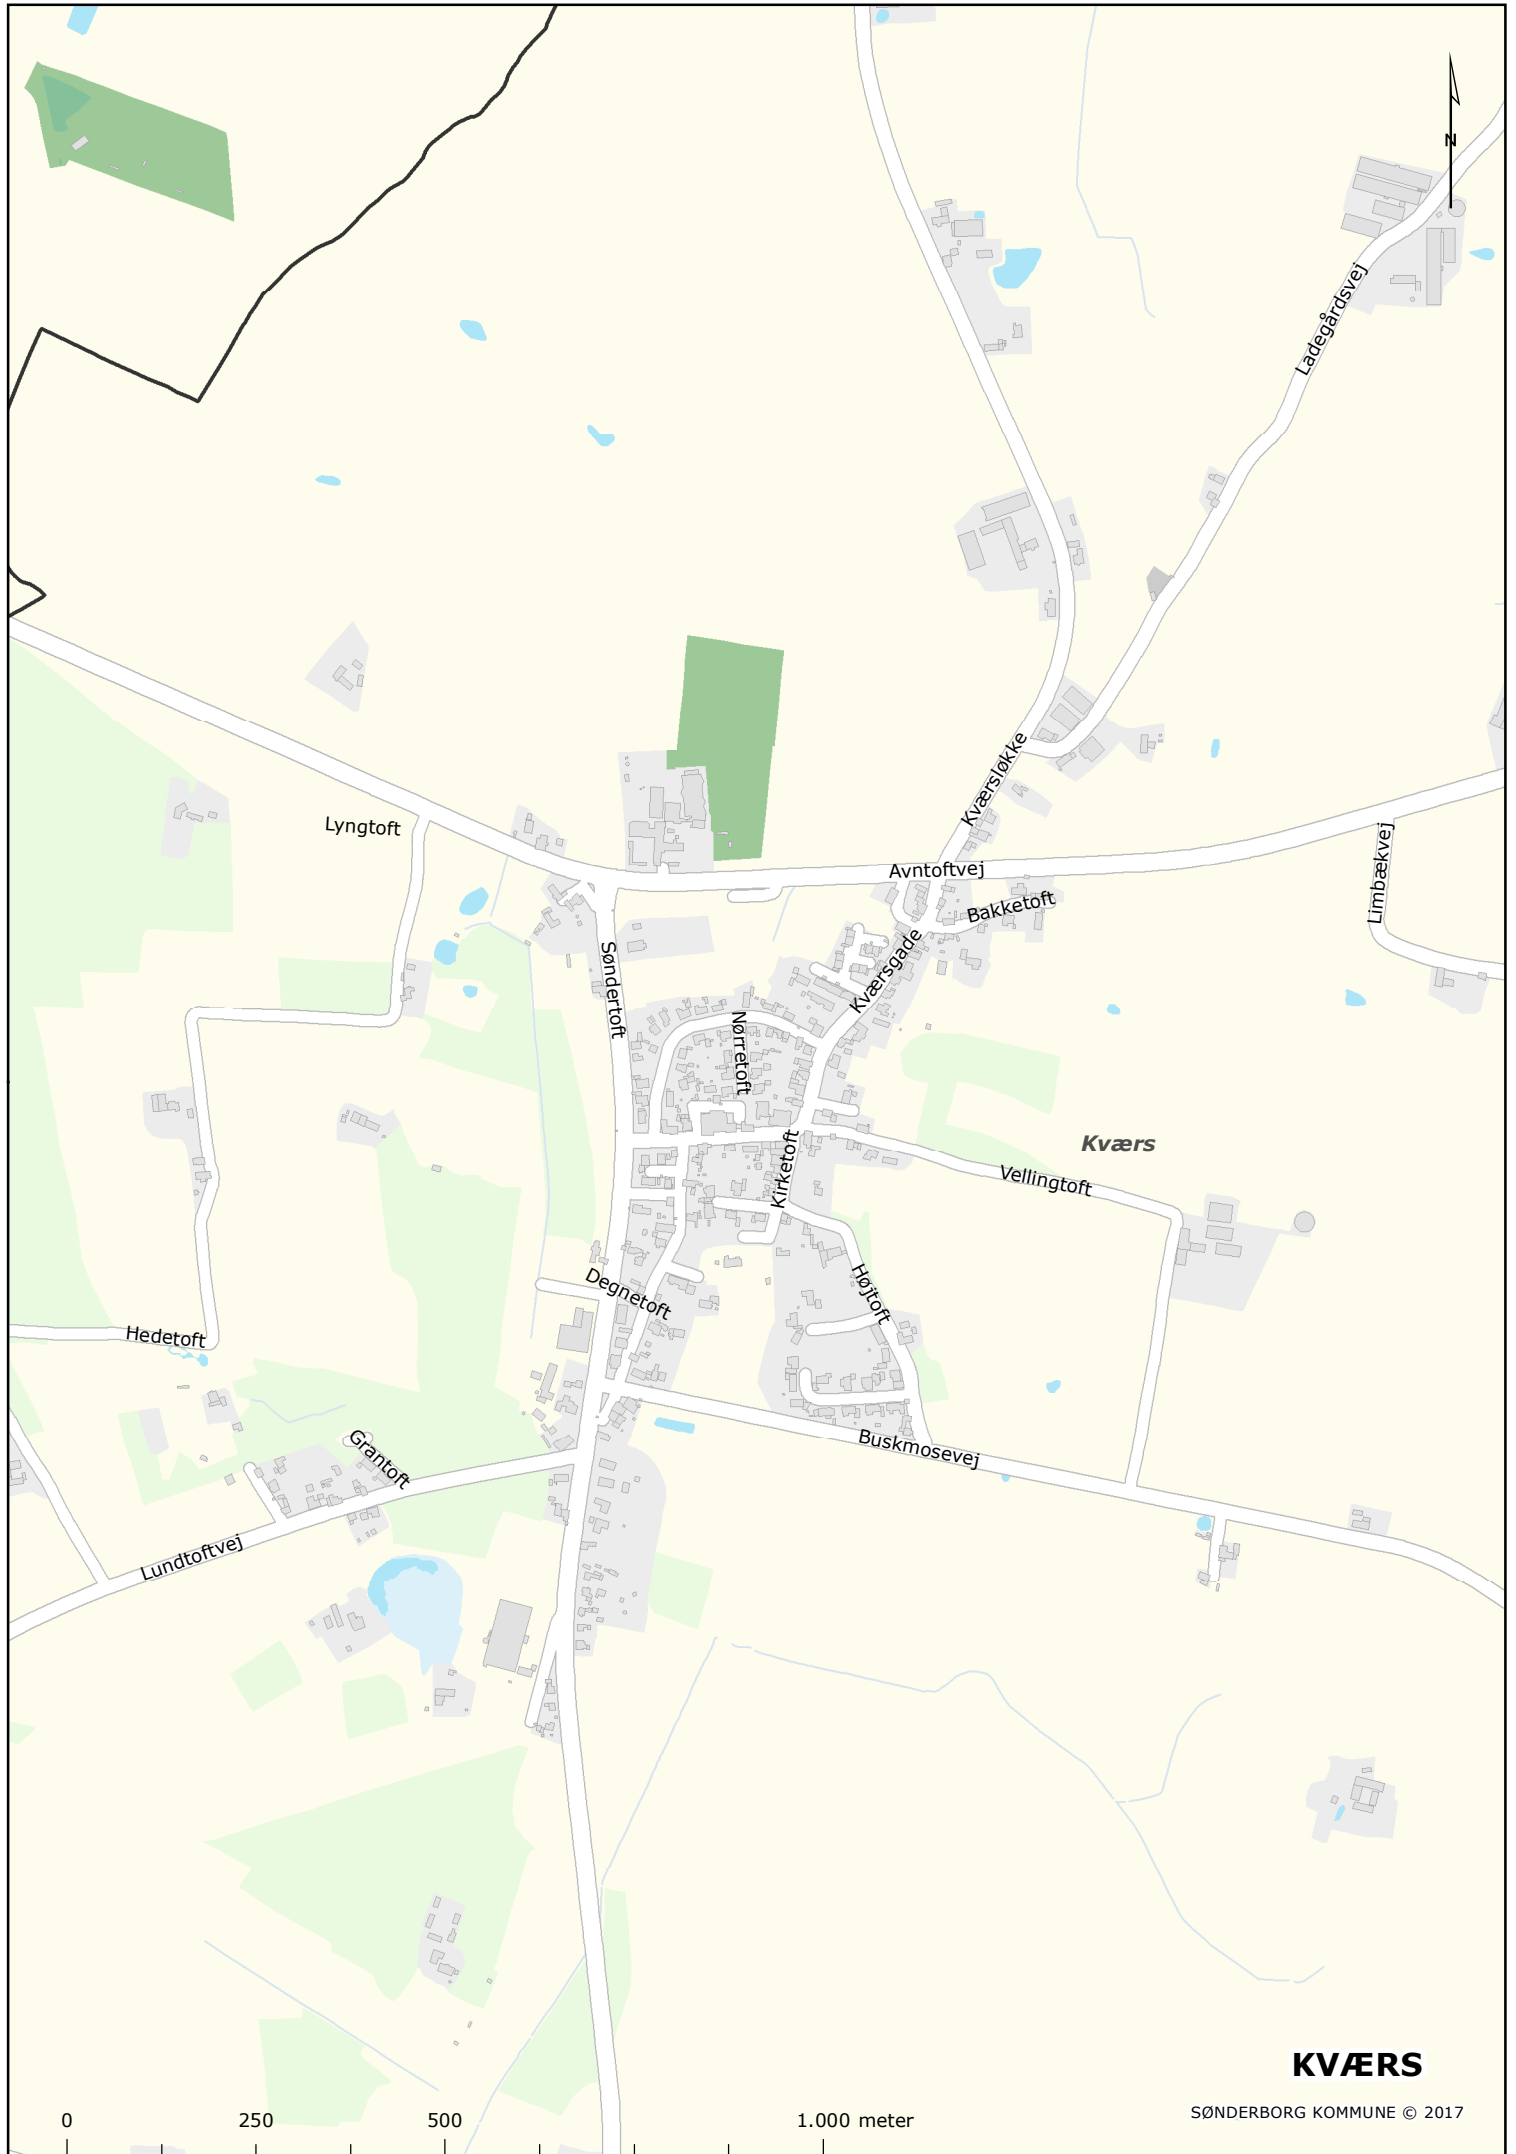 N
Ladegårdsvej
Kværsløkke
Lyngtoft
Avntoftvej
Limbækvej
Bakketoft
Kværsgade
Søndertoft
Nørretoft
Kværs
Kirketoft
Vellingtoft
Degnetoft
Højtoft
Hedetoft
Grantoft
Buskmosevej
Lundtoftvej
KVÆRS
SØNDERBORG KOMMUNE © 2017
0 250 500 1.000 meter